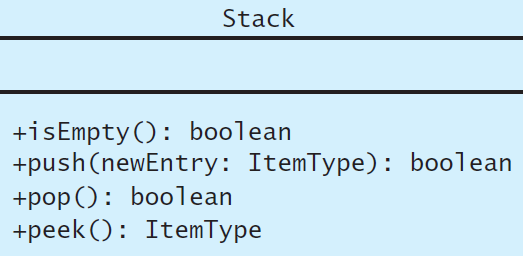 Stack
+isEmpty(): boolean
+push(newEntry: ItemType): boolean
+pop(): boolean
+peek(): ItemType